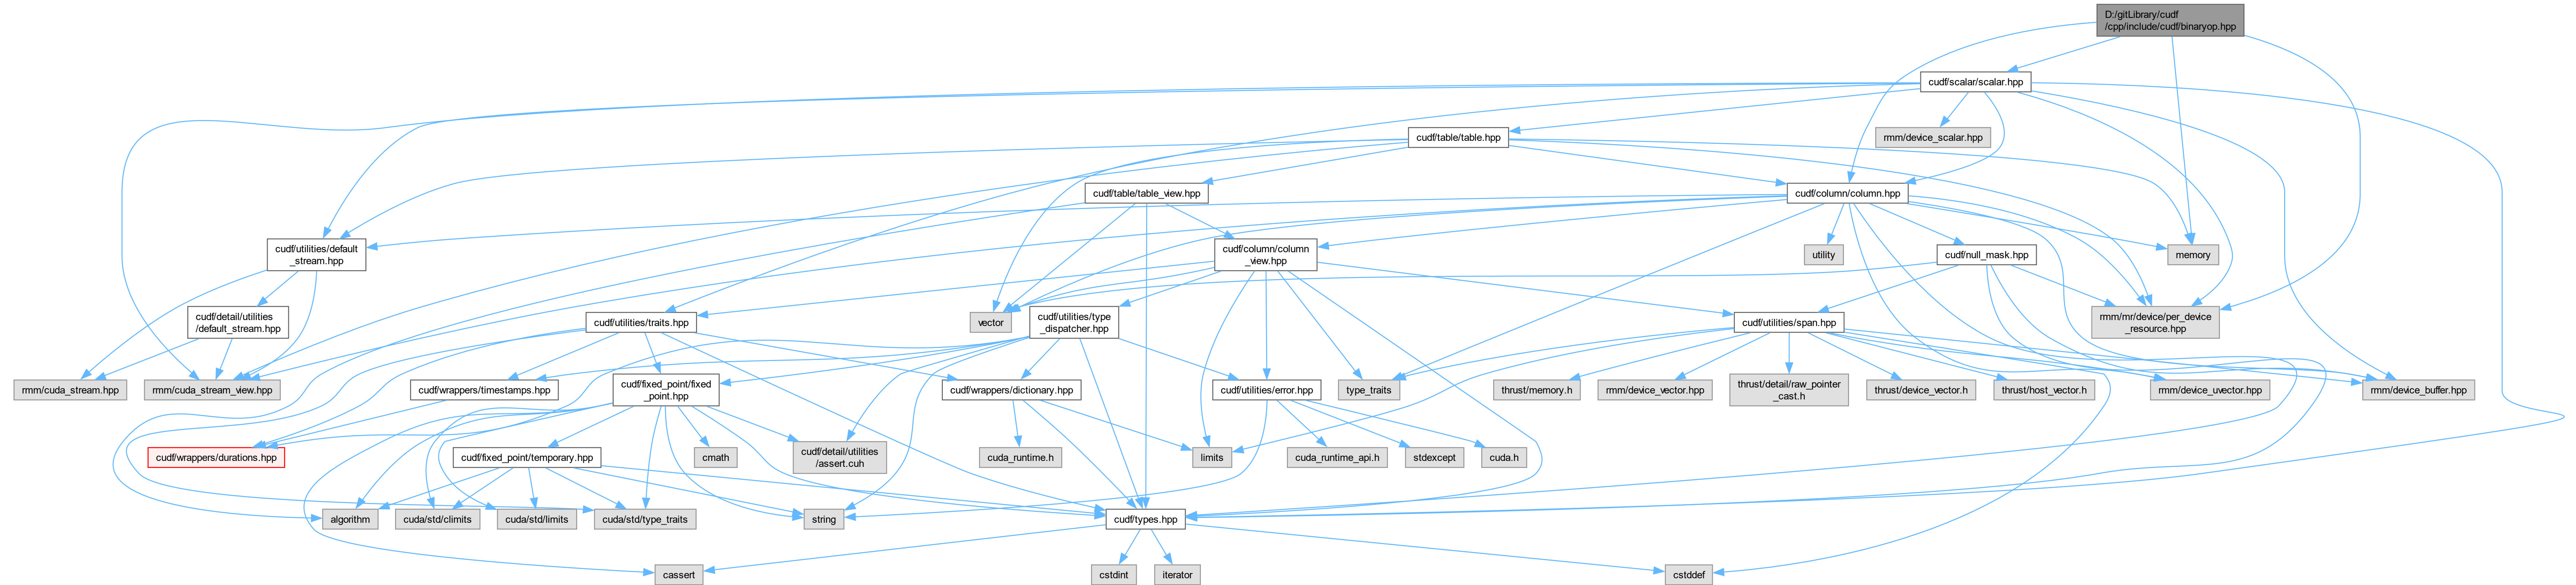 D:/gitLibrary/cudf
/cpp/include/cudf/binaryop.hpp
cudf/scalar/scalar.hpp
cudf/table/table.hpp
rmm/device_scalar.hpp
cudf/table/table_view.hpp
cudf/column/column.hpp
cudf/utilities/default
_stream.hpp
cudf/column/column
_view.hpp
utility
cudf/null_mask.hpp
memory
cudf/detail/utilities
/default_stream.hpp
cudf/utilities/traits.hpp
vector
cudf/utilities/type
_dispatcher.hpp
cudf/utilities/span.hpp
rmm/mr/device/per_device
_resource.hpp
rmm/cuda_stream.hpp
rmm/cuda_stream_view.hpp
cudf/wrappers/timestamps.hpp
cudf/fixed_point/fixed
_point.hpp
cudf/wrappers/dictionary.hpp
cudf/utilities/error.hpp
type_traits
thrust/memory.h
rmm/device_vector.hpp
thrust/detail/raw_pointer
_cast.h
thrust/device_vector.h
thrust/host_vector.h
rmm/device_uvector.hpp
rmm/device_buffer.hpp
cudf/wrappers/durations.hpp
cudf/fixed_point/temporary.hpp
cmath
cudf/detail/utilities
/assert.cuh
cuda_runtime.h
limits
cuda_runtime_api.h
stdexcept
cuda.h
algorithm
cuda/std/climits
cuda/std/limits
cuda/std/type_traits
string
cudf/types.hpp
cassert
cstdint
iterator
cstddef